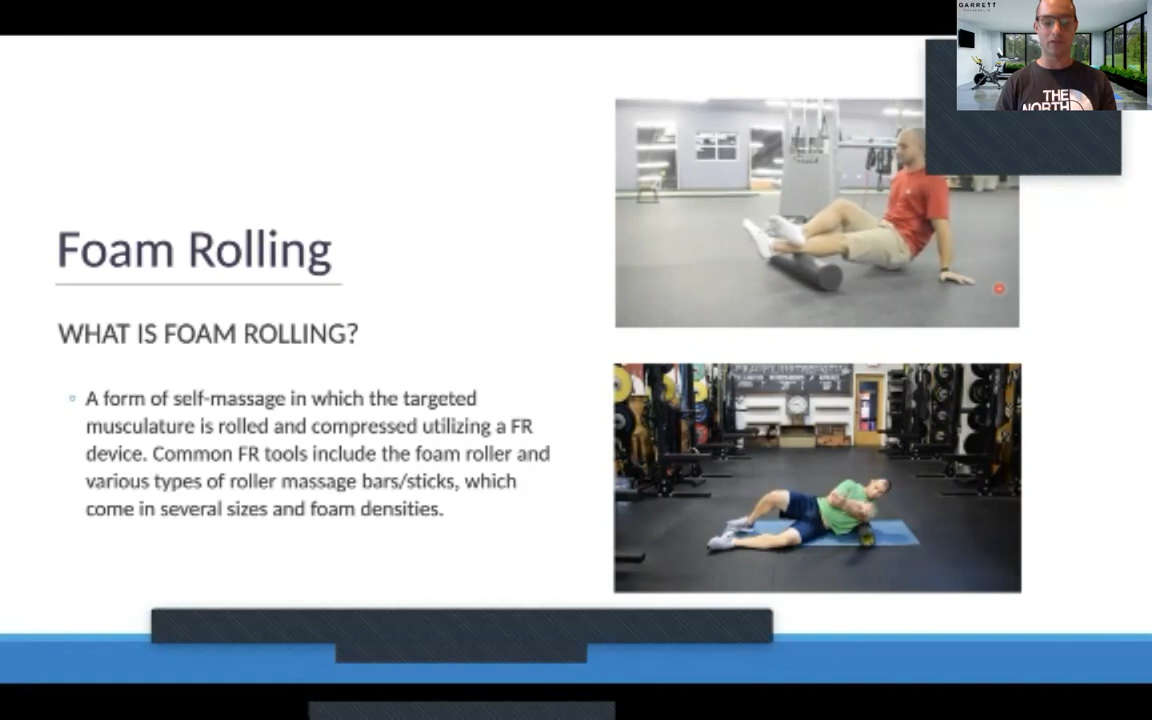 GARRETT
THE
NORTH
Foam Rolling
WHAT IS FOAM ROLLING?
A form of self-massage in which the targeted
musculature is rolled and compressed utilizing a FR
device. Common FR tools include the foam roller and
various types of roller massage bars/sticks, which
come in several sizes and foam densities.